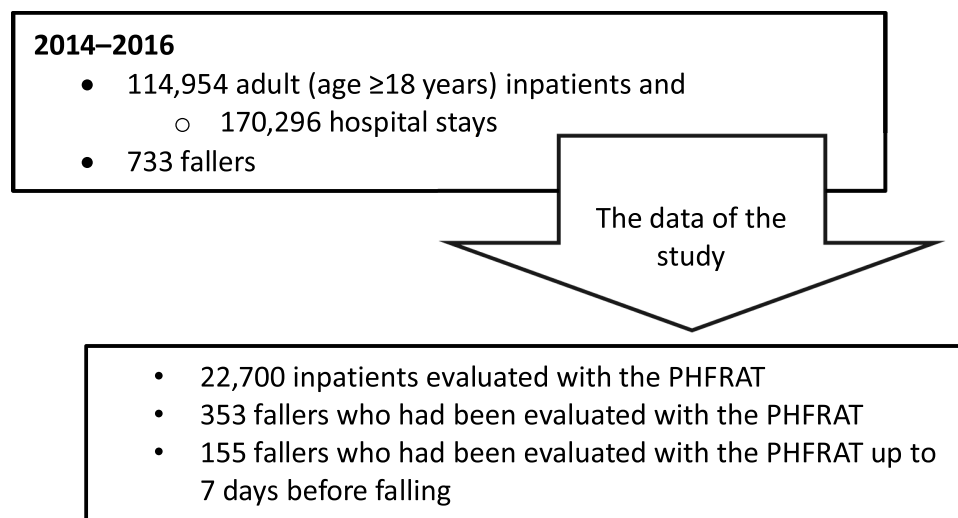 2014–2016
• 114,954 adult (age ≥18 years) inpatients and
o 170,296 hospital stays
• 733 fallers
The data of the
study
• 22,700 inpatients evaluated with the PHFRAT
• 353 fallers who had been evaluated with the PHFRAT
• 155 fallers who had been evaluated with the PHFRAT up to
7 days before falling